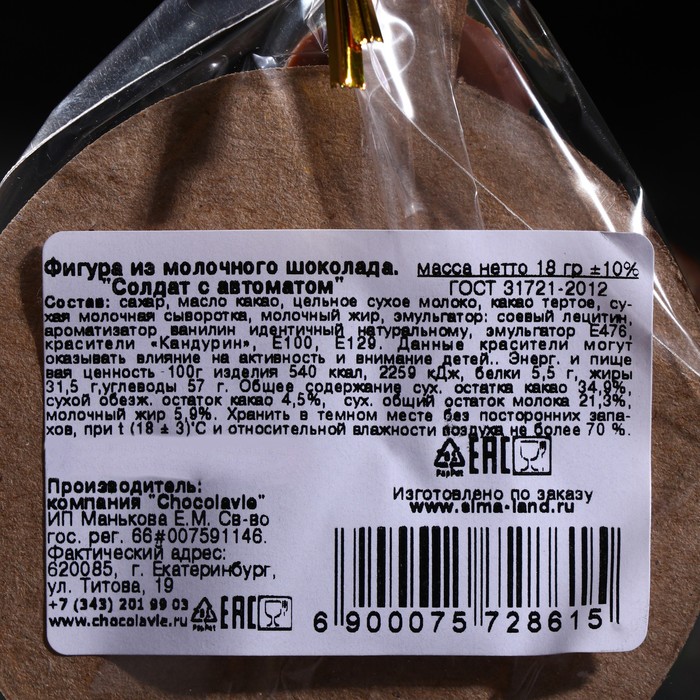 Фигура из молочного шоколада. масса нетто 18 гр ±10%
"Солдат с автоматом" ГОСТ 31721-2012
Состав: сахар, масло какао, цельное сухое молоко, какао тертое, су-
хая молочная сыворотка, молочный жир, эмульгатор: соевый лецитин,
ароматизатор ванилин идентичный натуральному, эмульгатор Е476,
красители «Кандурин», Е100, Е129. Данные красители могут
оказывать влияние на активность и внимание детей.. Энерг. и пище
вая ценность 100г изделия 540 ккал, 2259 кДж, белки 5,5 г, жиры
31,5 г,углеводы 57 г. Общее содержание сух. остатка какао 34,9%,
сухой обезж. остаток какао 4,5%, сух. общий остаток молока 21,3%,
молочный жир 5,9%. Хранить в темном месте без посторонних запа-
хов, при t (18 ± 3)°С и относительной влажности воздуха не более 70 %.
РарРаt EAC
Изготовлено по заказу
www.sima-land.ru
Производитель:
компания "Chocolavie"
ИП Манькова Е.М. Св-во
гос. рег. 66#007591146.
Фактический адрес:
620085, г. Екатеринбург,
ул. Титова, 19
+7 (343) 201 99 03
www.chocolavie.ru РарРаt EAC
6 900075 728615